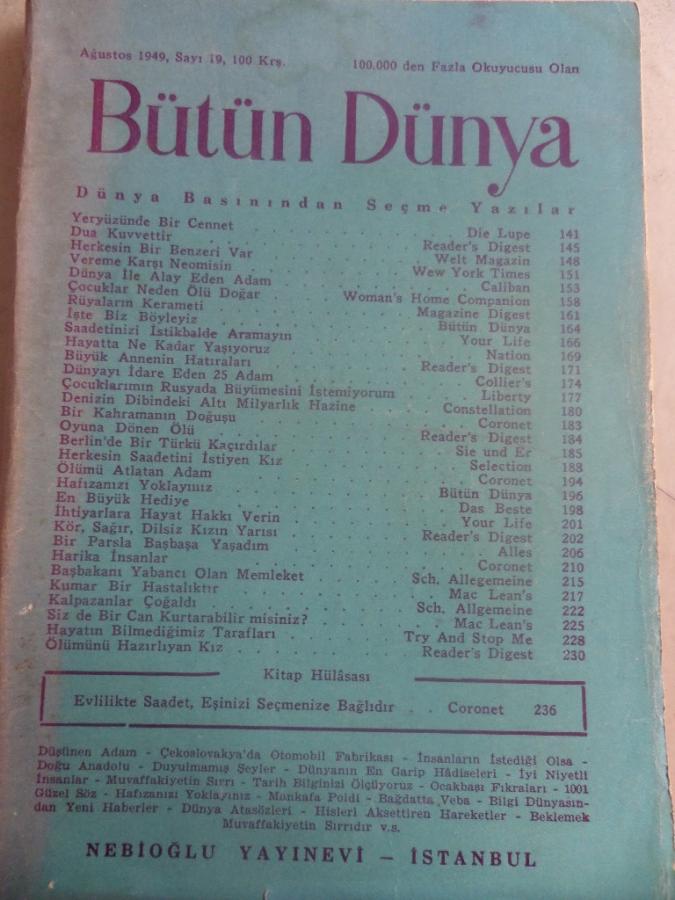 Ağustos 1949, Sayı 19, 100 Krş. 100.000 den Fazla Okuyucusu Olan
Bütün Dünya
Dünya Basınından Seçme Yazılar
Yeryüzünde Bir Cennet . . . Die Lupe 141
Dua Kuvvettir . . . Reader's Digest 145
Herkesin Bir Benzeri Var . . . Welt Magazin 148
Vereme Karşı Neomisin . . . Wew York Times 151
Dünya İle Alay Eden Adam . . . Caliban 153
Çocuklar Neden Ölü Doğar . . . Woman's Home Companion 158
Rüyaların Kerameti . . . Magazine Digest 161
İşte Biz Böyleyiz . . . Bütün Dünya 164
Saadetinizi İstikbalde Aramayın . . . Your Life 166
Hayatta Ne Kadar Yaşıyoruz . . . Nation 169
Büyük Annenin Hatıraları . . . Reader's Digest 171
Dünyayı İdare Eden 25 Adam . . . Collier's 174
Çocuklarımın Rusyada Büyümesini İstemiyorum . . . Liberty 177
Denizin Dibindeki Altı Milyarlık Hazine . . . Constellation 180
Bir Kahramanın Doğuşu . . . Coronet 183
Oyuna Dönen Ölü . . . Reader's Digest 184
Berlin'de Bir Türkü Kaçırdılar . . . Sie und Er 185
Herkesin Saadetini İstiyen Kız . . . Selection 188
Ölümü Atlatan Adam . . . Coronet 194
Hafızanızı Yoklayınız . . . Bütün Dünya 196
En Büyük Hediye . . . Das Beste 198
İhtiyarlara Hayat Hakkı Verin . . . Your Life 201
Kör, Sağır, Dilsiz Kızın Yarısı . . . Reader's Digest 202
Bir Parsla Başbaşa Yaşadım . . . Alles 206
Harika İnsanlar . . . Coronet 210
Başbakanı Yabancı Olan Memleket . . . Sch. Allegemeine 215
Kumar Bir Hastalıktır . . . Mac Lean's 217
Kalpazanlar Çoğaldı . . . Sch. Allgemeine 222
Siz de Bir Can Kurtarabilir misiniz? . . . Mac Lean's 225
Hayatın Bilmediğimiz Tarafları . . . Try And Stop Me 228
Ölümünü Hazırlıyan Kız . . . Reader's Digest 230
Kitap Hülâsası
Evlilikte Saadet, Eşinizi Seçmenize Bağlıdır . . Coronet 236
Düşünen Adam - Çekoslovakya'da Otomobil Fabrikası - İnsanların İstediği Olsa -
Doğu Anadolu - Duyulmamış Şeyler - Dünyanın En Garip Hâdiseleri - İyi Niyetli
İnsanlar - Muvaffakiyetin Sırrı - Tarih Bilginizi Ölçüyoruz - Ocakbaşı Fıkraları - 1001
Güzel Söz - Hafızanızı Yoklayınız - Monkafa Poldi - Bağdatta Veba - Bilgi Dünyasın-
dan Yeni Haberler - Dünya Atasözleri - Hisleri Aksettiren Hareketler - Beklemek
Muvaffakiyetin Sırrıdır v.s.
NEBİOĞLU YAYINEVİ — İSTANBUL